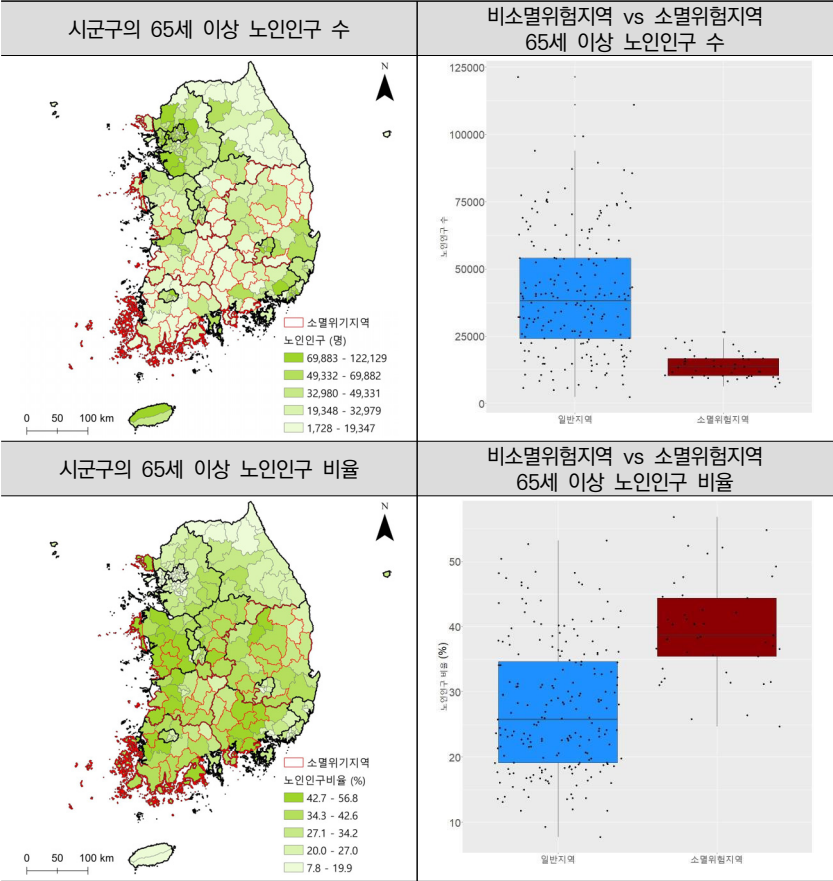 시군구의 65세 이상 노인인구 수
비소멸위험지역 vs 소멸위험지역
65세 이상 노인인구 수
N
소멸위기지역
노인인구 (명)
69,883 - 122,129
49,332 - 69,882
32,980 - 49,331
19,348 - 32,979
1,728 - 19,347
0 50 100 km
125000
100000
75000
50000
25000
0
노인인구 수
일반지역 소멸위험지역
시군구의 65세 이상 노인인구 비율
비소멸위험지역 vs 소멸위험지역
65세 이상 노인인구 비율
N
소멸위기지역
노인인구비율 (%)
42.7 - 56.8
34.3 - 42.6
27.1 - 34.2
20.0 - 27.0
7.8 - 19.9
0 50 100 km
50
40
30
20
10
노인인구 비율 (%)
일반지역 소멸위험지역